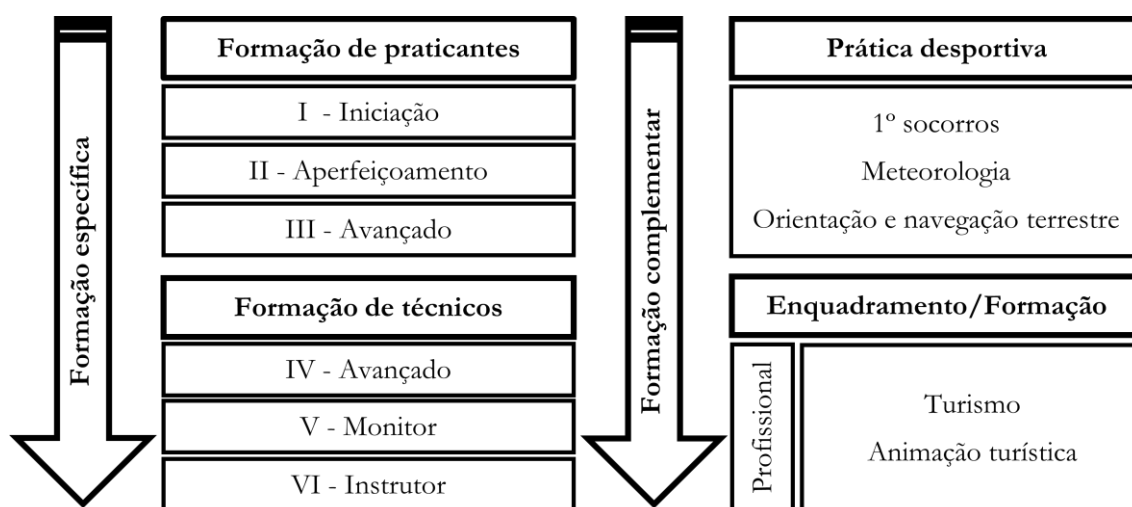 Formação específica
Formação de praticantes
I - Iniciação
II - Aperfeiçoamento
III - Avançado
Formação de técnicos
IV - Avançado
V - Monitor
VI - Instrutor
Formação complementar
Prática desportiva
1º socorros
Meteorologia
Orientação e navegação terrestre
Enquadramento/Formação
Profissional
Turismo
Animação turística